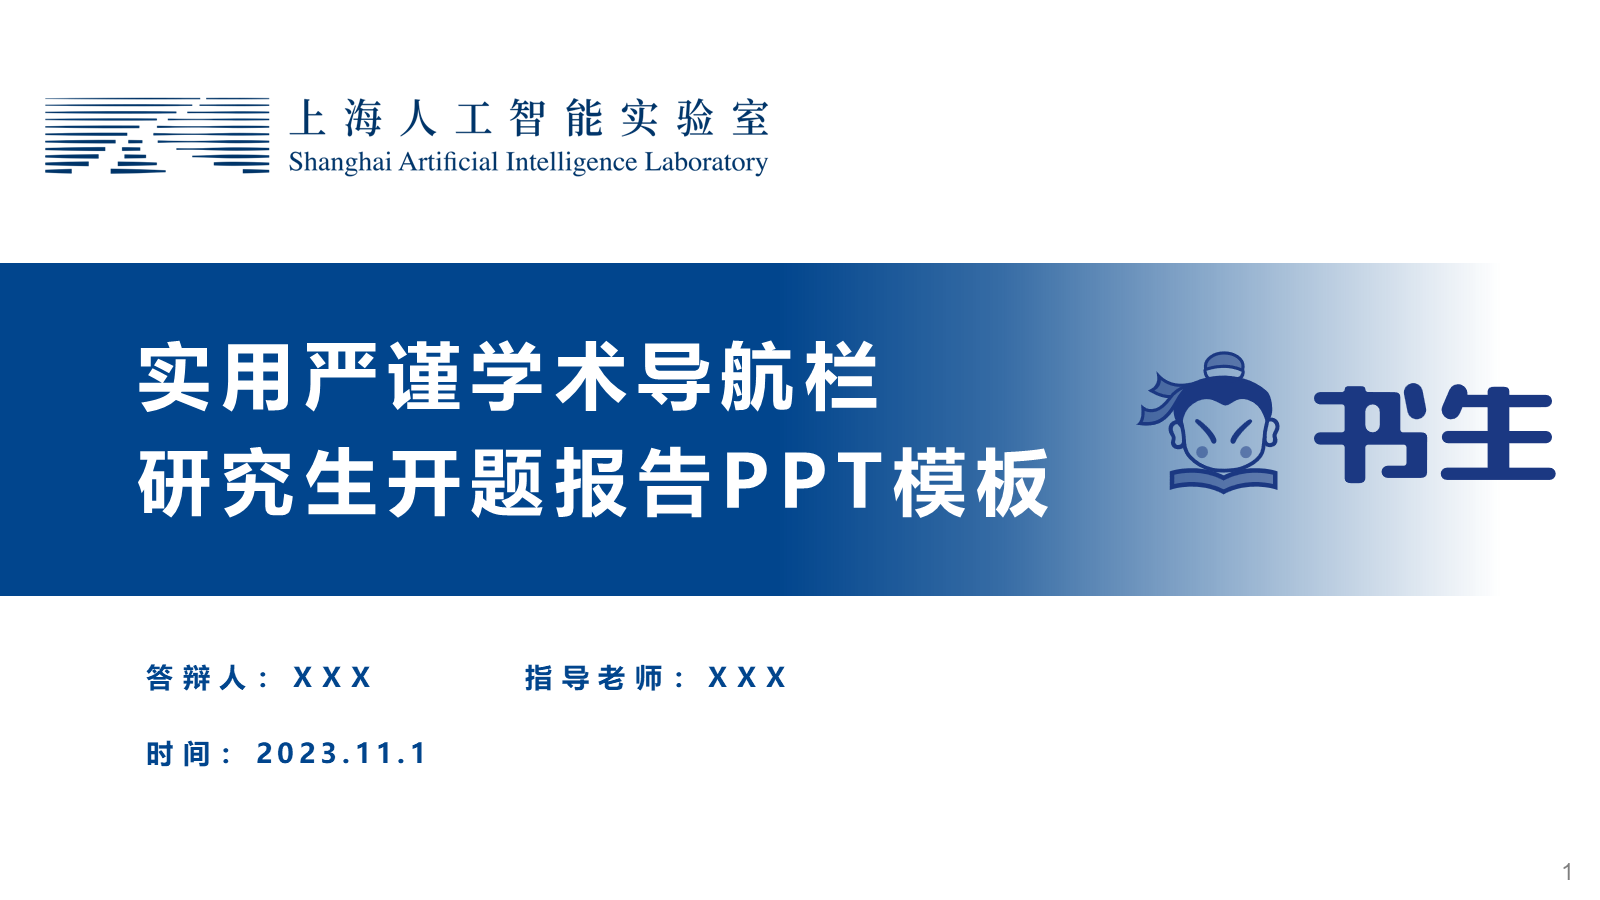 上海人工智能实验室
Shanghai Artificial Intelligence Laboratory
实用严谨学术导航栏
研究生开题报告PPT模板
书生
答辩人：XXX
指导老师：XXX
时间：2023.11.1
1